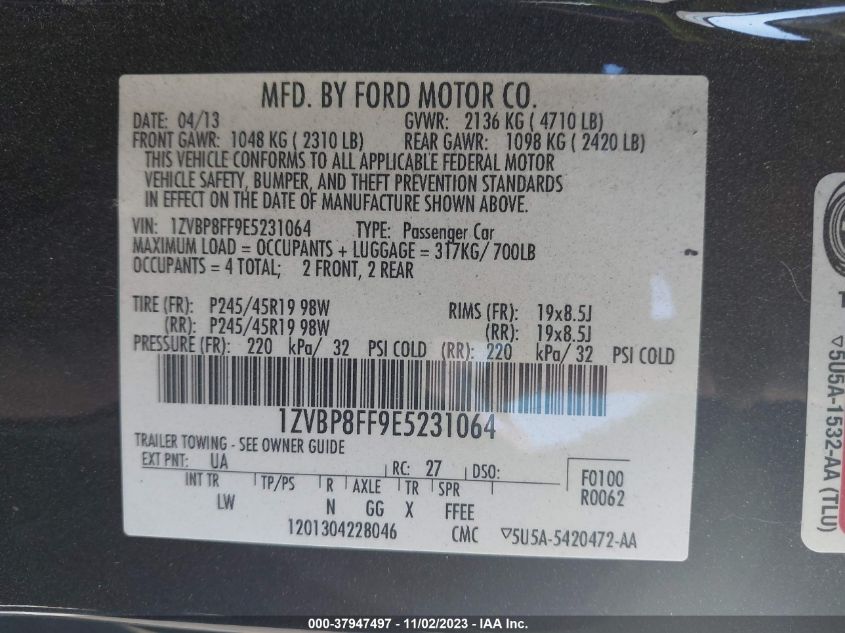 MFD. BY FORD MOTOR CO.
DATE: 04/13 GVWR: 2136 KG ( 4710 LB)
FRONT GAWR: 1048 KG ( 2310 LB) REAR GAWR: 1098 KG ( 2420 LB)
THIS VEHICLE CONFORMS TO ALL APPLICABLE FEDERAL MOTOR
VEHICLE SAFETY, BUMPER, AND THEFT PREVENTION STANDARDS
IN EFFECT ON THE DATE OF MANUFACTURE SHOWN ABOVE.
VIN: 1ZVBP8FF9E5231064 TYPE: Passenger Car
MAXIMUM LOAD = OCCUPANTS + LUGGAGE = 317KG/ 700LB
OCCUPANTS = 4 TOTAL; 2 FRONT, 2 REAR
TIRE (FR): P245/45R19 98W RIMS (FR): 19x8.5J
(RR): P245/45R19 98W (RR): 19x8.5J
PRESSURE (FR): 220 kPa/ 32 PSI COLD (RR): 220 kPa/ 32 PSI COLD
1ZVBP8FF9E5231064
TRAILER TOWING - SEE OWNER GUIDE
EXT PNT: UA RC: 27 DSO: F0100
INT TR TP/PS R AXLE TR SPR R0062
LW N GG X FFEE
1201304228046 CMC ▽5U5A-5420472-AA
▽5U5A-1532-AA (TLU)
000-37947497 - 11/02/2023 - IAA Inc.